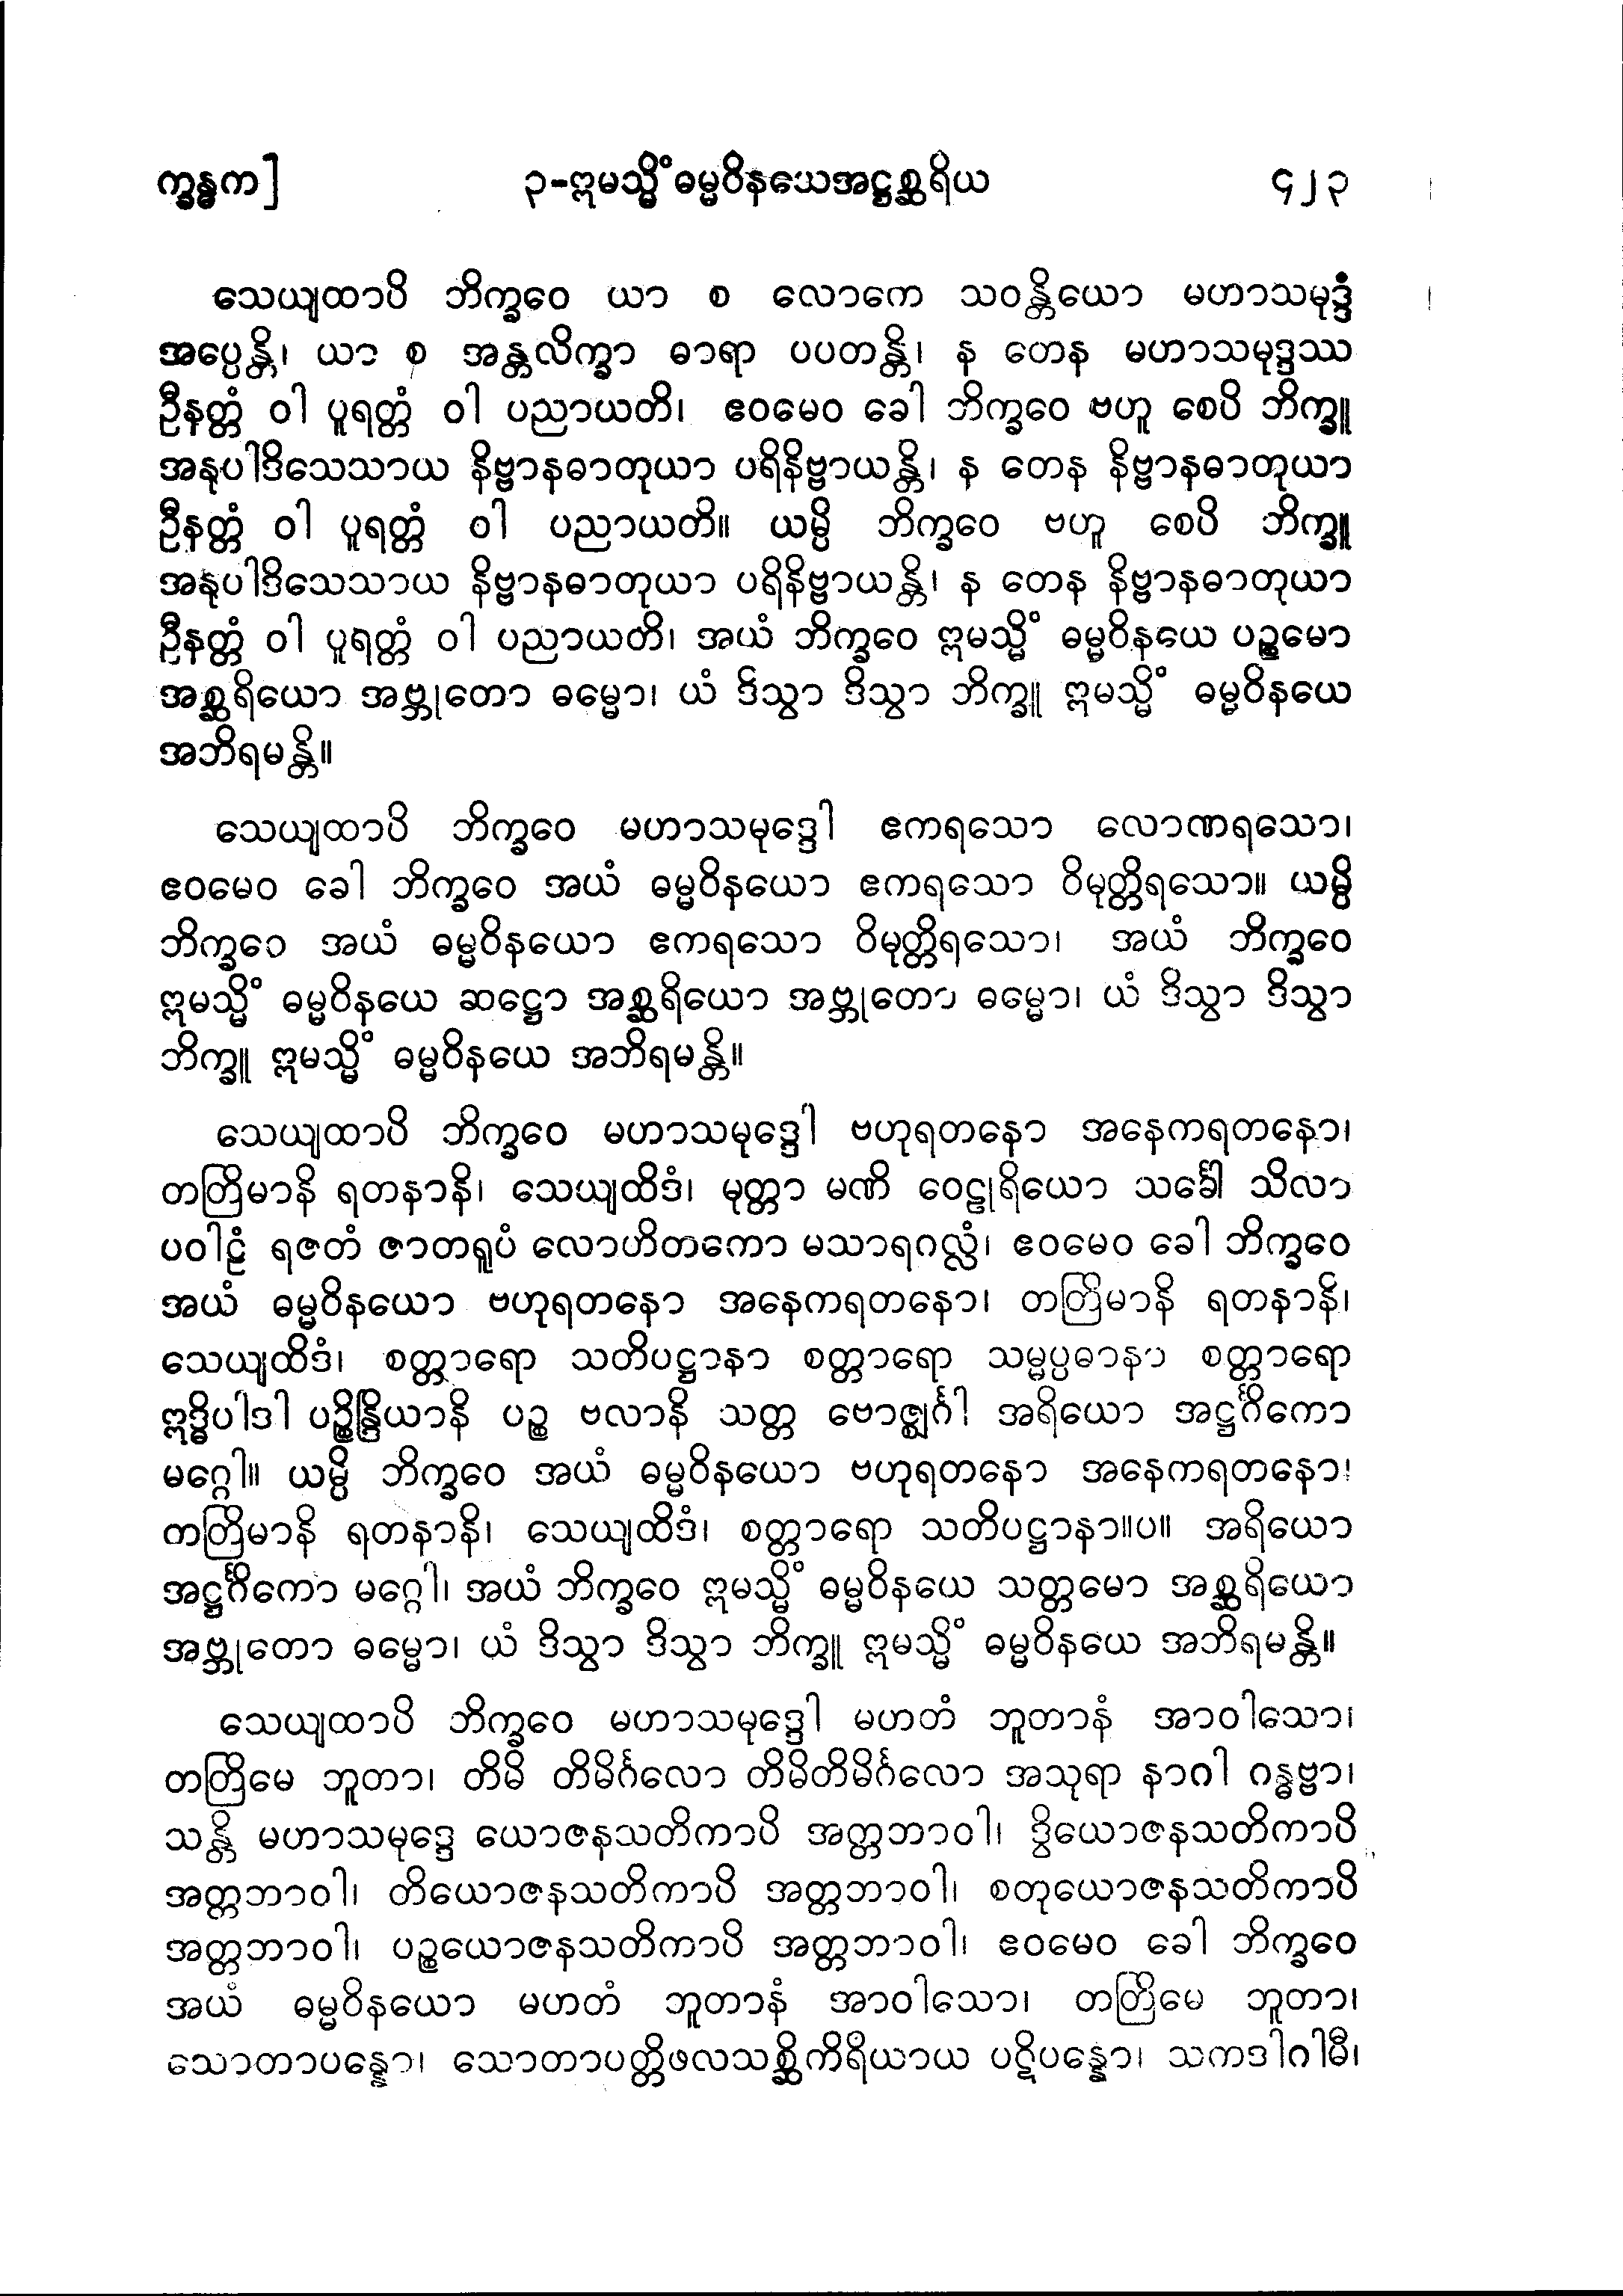 က္ခန္ဓက]
၃-ဣမသ္မိံ ဓမ္မဝိနယေအဋ္ဌစ္ဆရိယ
၄၂၃
သေယျထာပိ ဘိက္ခဝေ ယာ စ လောကေ သဝန္တိယော မဟာသမုဒ္ဒံ
အပ္ပေန္တိ၊ ယာ စ အန္တလိက္ခာ ဓာရာ ပပတန္တိ၊ န တေန မဟာသမုဒ္ဒဿ
ဦနတ္တံ ဝါ ပူရတ္တံ ဝါ ပညာယတိ၊ ဧဝမေဝ ခေါ ဘိက္ခဝေ ဗဟူ စေပိ ဘိက္ခူ
အနုပါဒိသေသာယ နိဗ္ဗာနဓာတုယာ ပရိနိဗ္ဗာယန္တိ၊ န တေန နိဗ္ဗာနဓာတုယာ
ဦနတ္တံ ဝါ ပူရတ္တံ ဝါ ပညာယတိ။ ယမ္ပိ ဘိက္ခဝေ ဗဟူ စေပိ ဘိက္ခူ
အနုပါဒိသေသာယ နိဗ္ဗာနဓာတုယာ ပရိနိဗ္ဗာယန္တိ၊ န တေန နိဗ္ဗာနဓာတုယာ
ဦနတ္တံ ဝါ ပူရတ္တံ ဝါ ပညာယတိ၊ အယံ ဘိက္ခဝေ ဣမသ္မိံ ဓမ္မဝိနယေ ပဉ္စမော
အစ္ဆရိယော အဗ္ဘုတော ဓမ္မော၊ ယံ ဒိသွာ ဒိသွာ ဘိက္ခူ ဣမသ္မိံ ဓမ္မဝိနယေ
အဘိရမန္တိ။
သေယျထာပိ ဘိက္ခဝေ မဟာသမုဒ္ဒေါ ဧကရသော လောဏရသော၊
ဧဝမေဝ ခေါ ဘိက္ခဝေ အယံ ဓမ္မဝိနယော ဧကရသော ဝိမုတ္တိရသော။ ယမ္ပိ
ဘိက္ခဝေ အယံ ဓမ္မဝိနယော ဧကရသော ဝိမုတ္တိရသော၊ အယံ ဘိက္ခဝေ
ဣမသ္မိံ ဓမ္မဝိနယေ ဆဋ္ဌော အစ္ဆရိယော အဗ္ဘုတော ဓမ္မော၊ ယံ ဒိသွာ ဒိသွာ
ဘိက္ခူ ဣမသ္မိံ ဓမ္မဝိနယေ အဘိရမန္တိ။
သေယျထာပိ ဘိက္ခဝေ မဟာသမုဒ္ဒေါ ဗဟုရတနော အနေကရတနော၊
တတြိမာနိ ရတနာနိ၊ သေယျထိဒံ၊ မုတ္တာ မဏိ ဝေဠုရိယော သင်္ခေါ သိလာ
ပဝါဠံ ရဇတံ ဇာတရူပံ လောဟိတကော မသာရဂလ္လံ၊ ဧဝမေဝ ခေါ ဘိက္ခဝေ
အယံ ဓမ္မဝိနယော ဗဟုရတနော အနေကရတနော၊ တတြိမာနိ ရတနာနိ၊
သေယျထိဒံ၊ စတ္တာရော သတိပဋ္ဌာနာ စတ္တာရော သမ္မပ္ပဓာနာ စတ္တာရော
ဣဒ္ဓိပါဒါ ပဉ္စိန္ဒြိယာနိ ပဉ္စ ဗလာနိ သတ္တ ဗောဇ္ဈင်္ဂါ အရိယော အဋ္ဌင်္ဂိကော
မဂ္ဂေါ။ ယမ္ပိ ဘိက္ခဝေ အယံ ဓမ္မဝိနယော ဗဟုရတနော အနေကရတနော၊
ကတြိမာနိ ရတနာနိ၊ သေယျထိဒံ၊ စတ္တာရော သတိပဋ္ဌာနာ။ပ။ အရိယော
အဋ္ဌင်္ဂိကော မဂ္ဂေါ၊ အယံ ဘိက္ခဝေ ဣမသ္မိံ ဓမ္မဝိနယေ သတ္တမော အစ္ဆရိယော
အဗ္ဘုတော ဓမ္မော၊ ယံ ဒိသွာ ဒိသွာ ဘိက္ခူ ဣမသ္မိံ ဓမ္မဝိနယေ အဘိရမန္တိ။
သေယျထာပိ ဘိက္ခဝေ မဟာသမုဒ္ဒေါ မဟတံ ဘူတာနံ အာဝါသော၊
တတြိမေ ဘူတာ၊ တိမိ တိမိင်္ဂလော တိမိတိမိင်္ဂလော အသုရာ နာဂါ ဂန္ဓဗ္ဗာ၊
သန္တိ မဟာသမုဒ္ဒေ ယောဇနသတိကာပိ အတ္တဘာဝါ၊ ဒွိယောဇနသတိကာပိ
အတ္တဘာဝါ၊ တိယောဇနသတိကာပိ အတ္တဘာဝါ၊ စတုယောဇနသတိကာပိ
အတ္တဘာဝါ၊ ပဉ္စယောဇနသတိကာပိ အတ္တဘာဝါ၊ ဧဝမေဝ ခေါ ဘိက္ခဝေ
အယံ ဓမ္မဝိနယော မဟတံ ဘူတာနံ အာဝါသော၊ တတြိမေ ဘူတာ၊
သောတာပန္နော၊ သောတာပတ္တိဖလသစ္ဆိကိရိယာယ ပဋိပန္နော၊ သကဒါဂါမီ၊